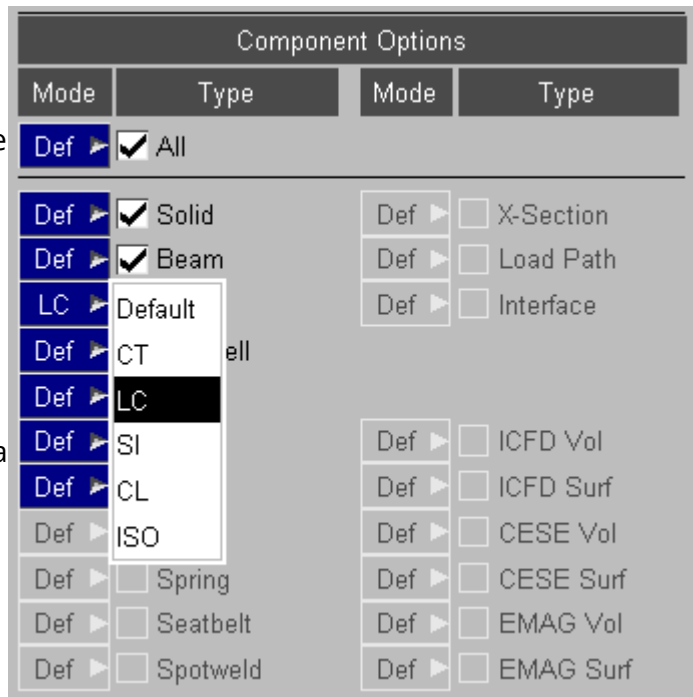 Component Options
Mode Type Mode Type
e Def All
Def Solid Def X-Section
Def Beam Def Load Path
LC Def Interface
Default
Def CT ell
Def LC
a Def SI Def ICFD Vol
Def CL Def ICFD Surf
Def ISO Def CESE Vol
Def Spring Def CESE Surf
Def Seatbelt Def EMAG Vol
Def Spotweld Def EMAG Surf